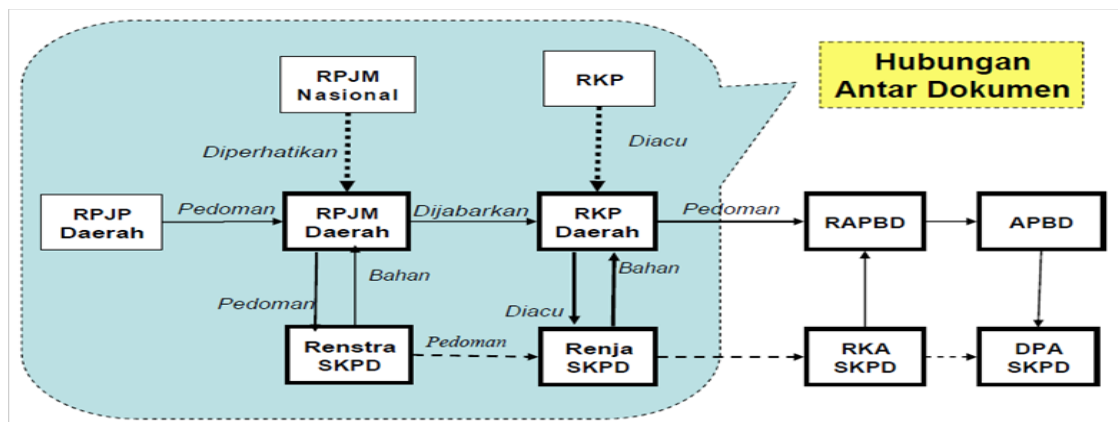 Hubungan
Antar Dokumen
RPJM
Nasional
RKP
Diperhatikan
Diacu
RPJP
Daerah
Pedoman
RPJM
Daerah
Dijabarkan
RKP
Daerah
Pedoman
RAPBD
APBD
Pedoman
Bahan
Diacu
Bahan
Renstra
SKPD
Pedoman
Renja
SKPD
RKA
SKPD
DPA
SKPD